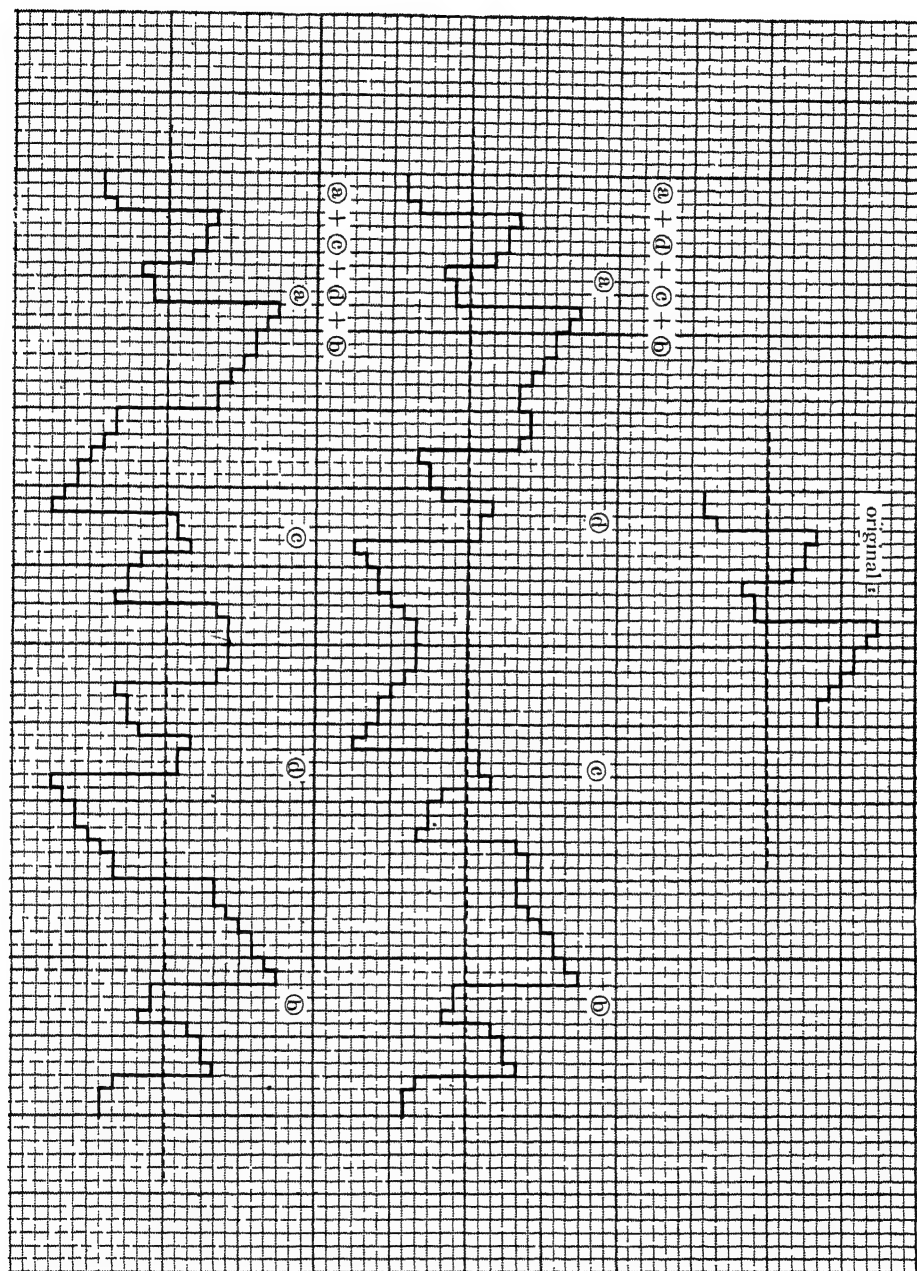 original:
ⓐ + ⓓ + ⓒ + ⓑ
ⓐ ⓓ ⓒ ⓑ
ⓐ + ⓒ + ⓓ + ⓑ
ⓐ ⓒ ⓓ ⓑ